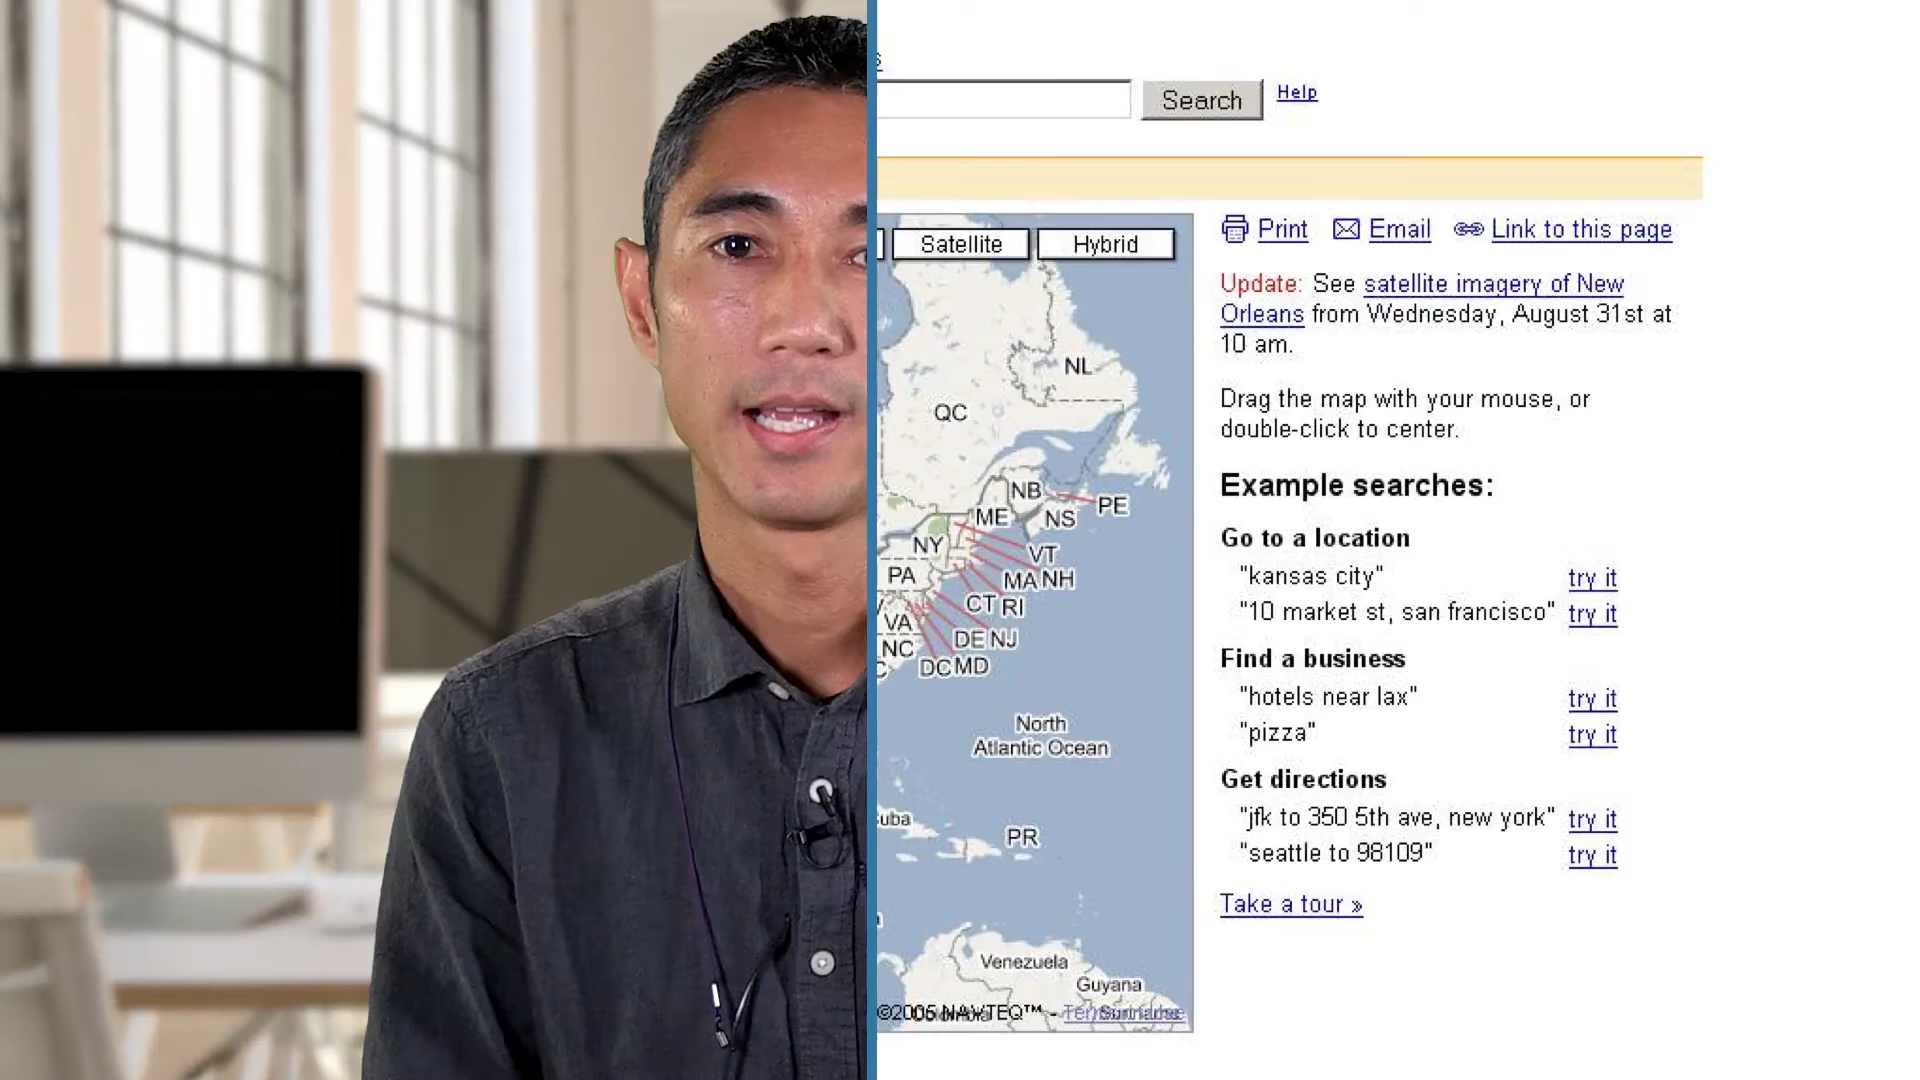 Search Help
Satellite Hybrid
Print Email Link to this page
Update: See satellite imagery of New
Orleans from Wednesday, August 31st at
10 am.
Drag the map with your mouse, or
double-click to center.
Example searches:
Go to a location
"kansas city" try it
"10 market st, san francisco" try it
Find a business
"hotels near lax" try it
"pizza" try it
Get directions
"jfk to 350 5th ave, new york" try it
"seattle to 98109" try it
Take a tour »
NL
QC
NB
PE
ME
NS
NY
VT
PA
MA NH
CT RI
VA
DE NJ
NC
DC MD
North
Atlantic Ocean
uba
PR
Venezuela
Guyana
©2005 NAVTEQ™ -